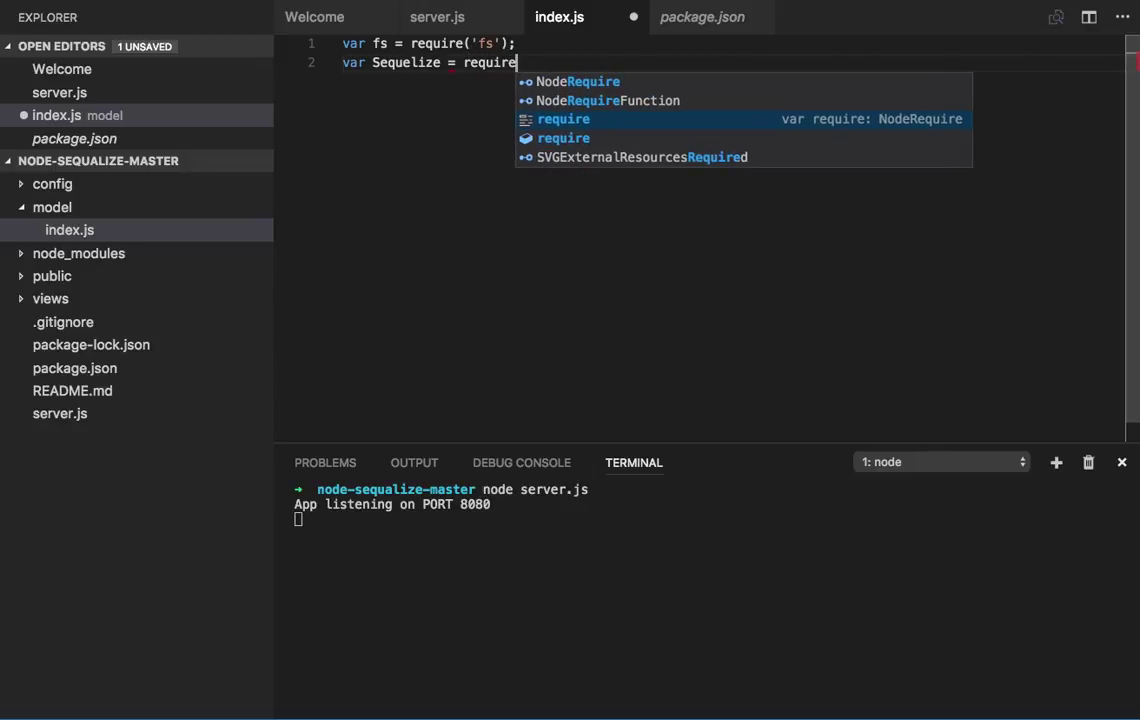 EXPLORER
OPEN EDITORS 1 UNSAVED
Welcome
server.js
index.js model
package.json
NODE-SEQUALIZE-MASTER
config
model
index.js
node_modules
public
views
.gitignore
package-lock.json
package.json
README.md
server.js
Welcome server.js index.js package.json
1 var fs = require('fs');
2 var Sequelize = require
NodeRequire
NodeRequireFunction
require var require: NodeRequire
require
SVGExternalResourcesRequired
PROBLEMS OUTPUT DEBUG CONSOLE TERMINAL 1: node
→ node-sequalize-master node server.js
App listening on PORT 8080